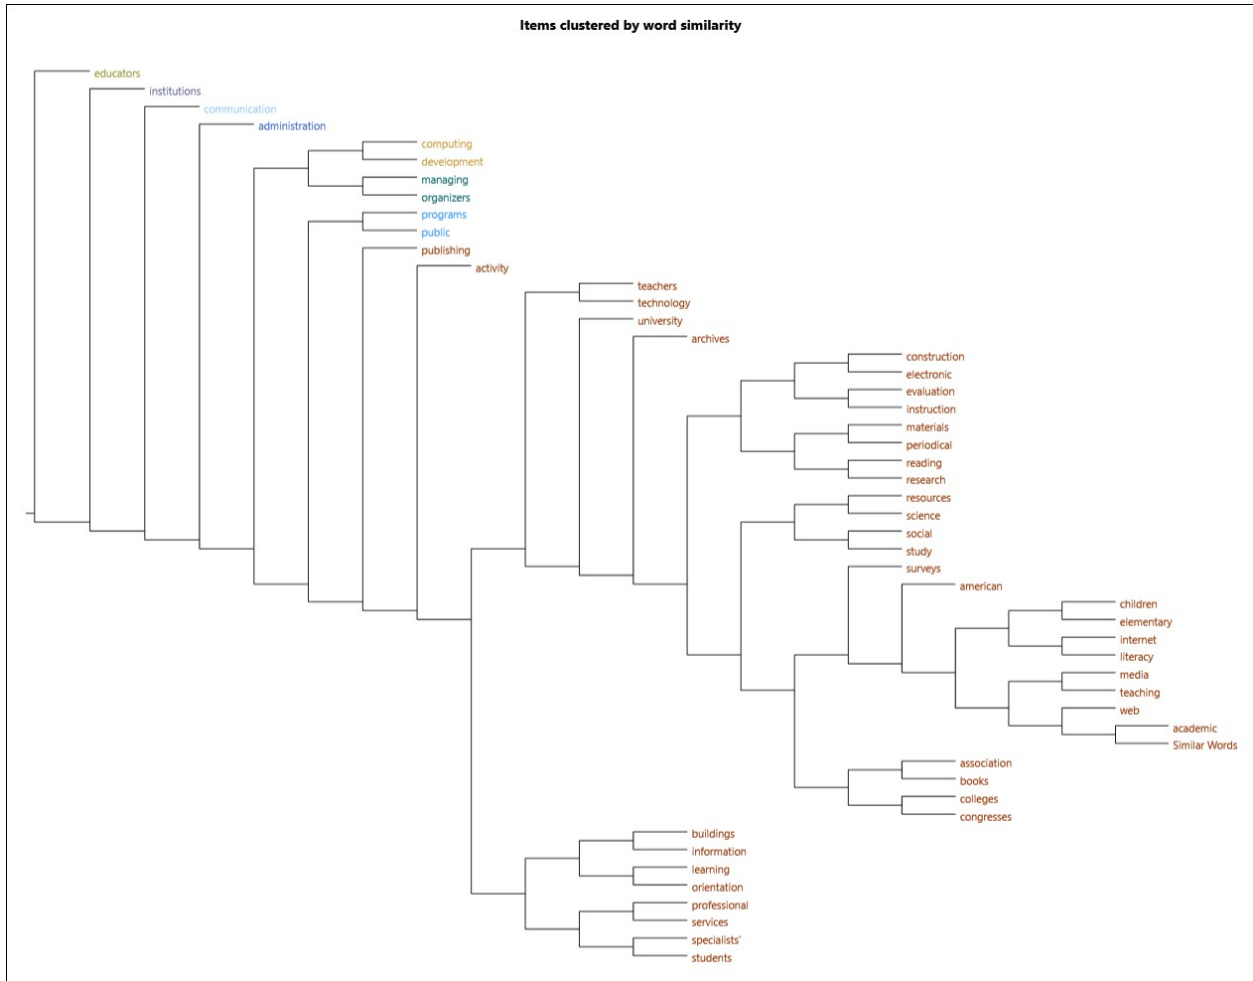 Items clustered by word similarity
educators
institutions
communication
administration
computing
development
managing
organizers
programs
public
publishing
activity
teachers
technology
university
archives
construction
electronic
evaluation
instruction
materials
periodical
reading
research
resources
science
social
study
surveys
american
children
elementary
internet
literacy
media
teaching
web
academic
Similar Words
association
books
colleges
congresses
buildings
information
learning
orientation
professional
services
specialists'
students